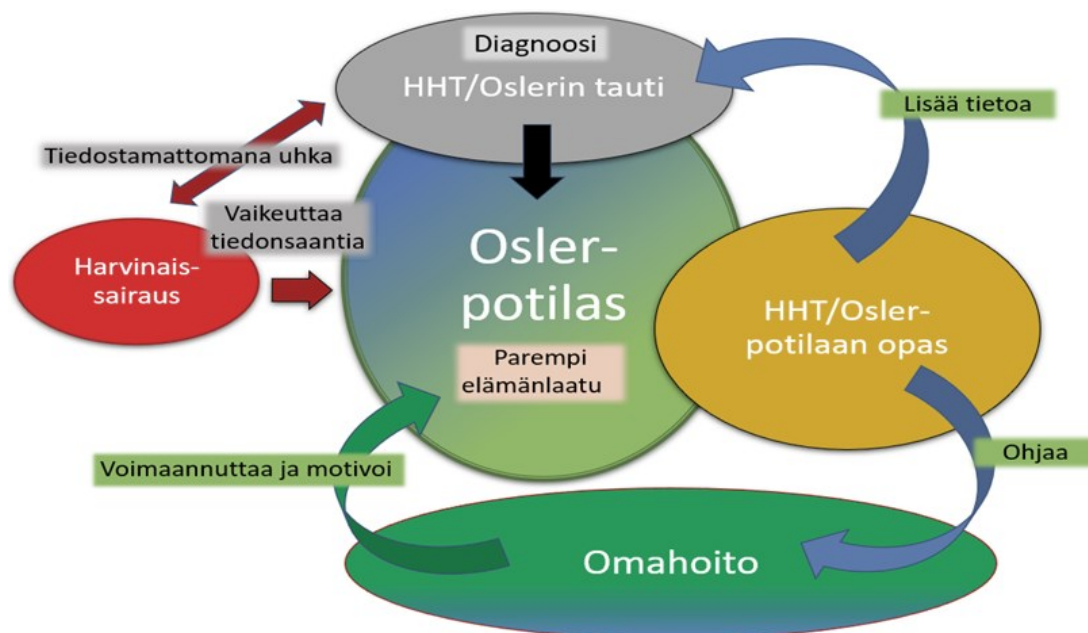 Diagnoosi
HHT/Oslerin tauti
Lisää tietoa
Tiedostamattomana uhka
Vaikeuttaa
tiedonsaantia
Harvinais-
sairaus
Osler-
potilas
Parempi
elämänlaatu
HHT/Osler-
potilaan opas
Voimaannuttaa ja motivoi
Ohjaa
Omahoito